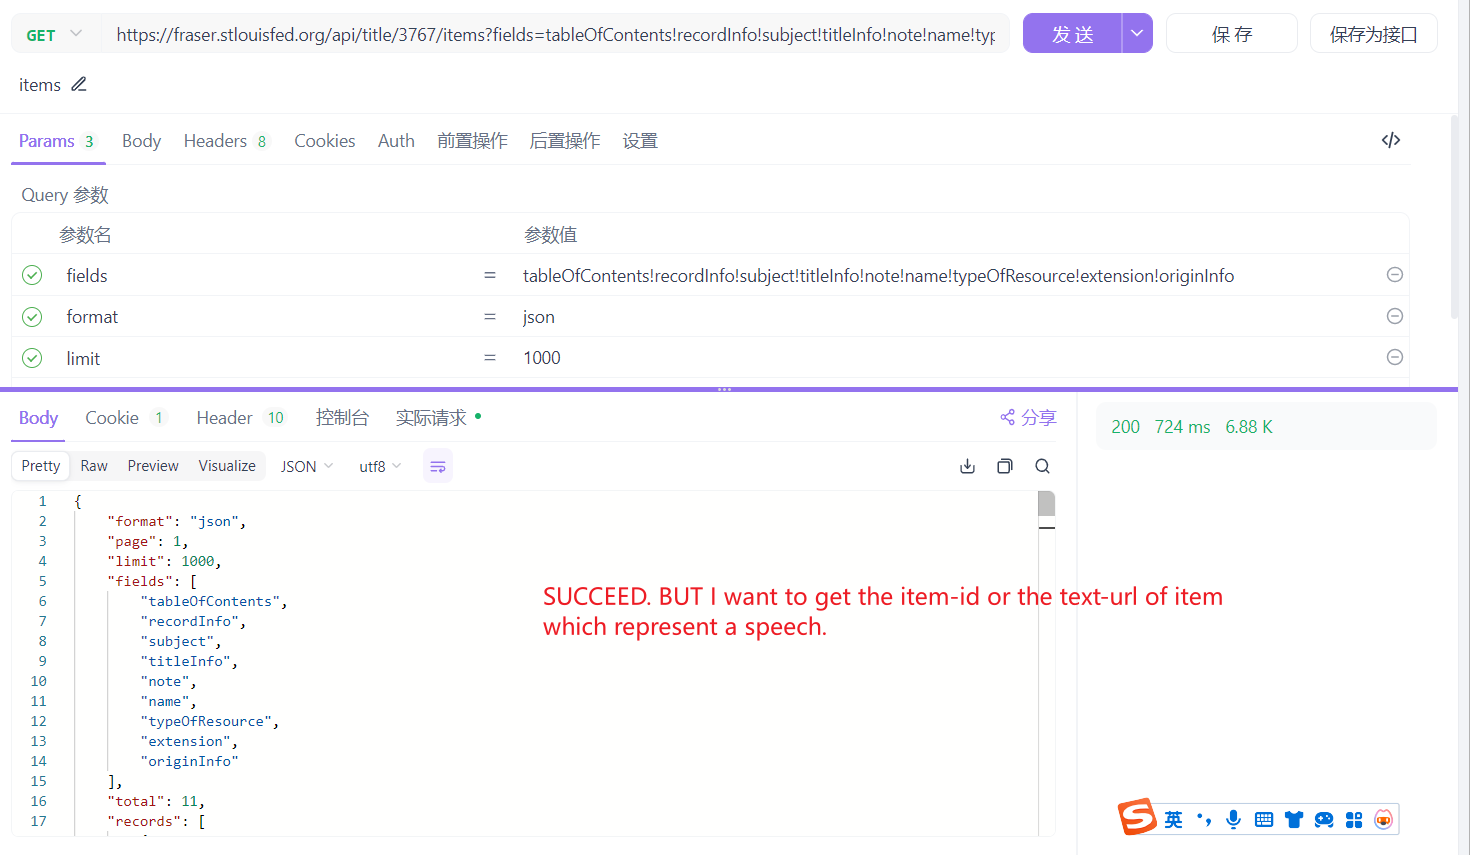 GET https://fraser.stlouisfed.org/api/title/3767/items?fields=tableOfContents!recordInfo!subject!titleInfo!note!name!typ 发 送 保 存 保存为接口
items
Params 3 Body Headers 8 Cookies Auth 前置操作 后置操作 设置 </>
Query 参数
参数名 参数值
fields = tableOfContents!recordInfo!subject!titleInfo!note!name!typeOfResource!extension!originInfo
format = json
limit = 1000
Body Cookie 1 Header 10 控制台 实际请求 分享
200 724 ms 6.88 K
Pretty Raw Preview Visualize JSON utf8
1 {
2 "format": "json",
3 "page": 1,
4 "limit": 1000,
5 "fields": [
6 "tableOfContents",
7 "recordInfo",
8 "subject",
9 "titleInfo",
10 "note",
11 "name",
12 "typeOfResource",
13 "extension",
14 "originInfo"
15 ],
16 "total": 11,
17 "records": [
SUCCEED. BUT I want to get the item-id or the text-url of item
which represent a speech.
S 英